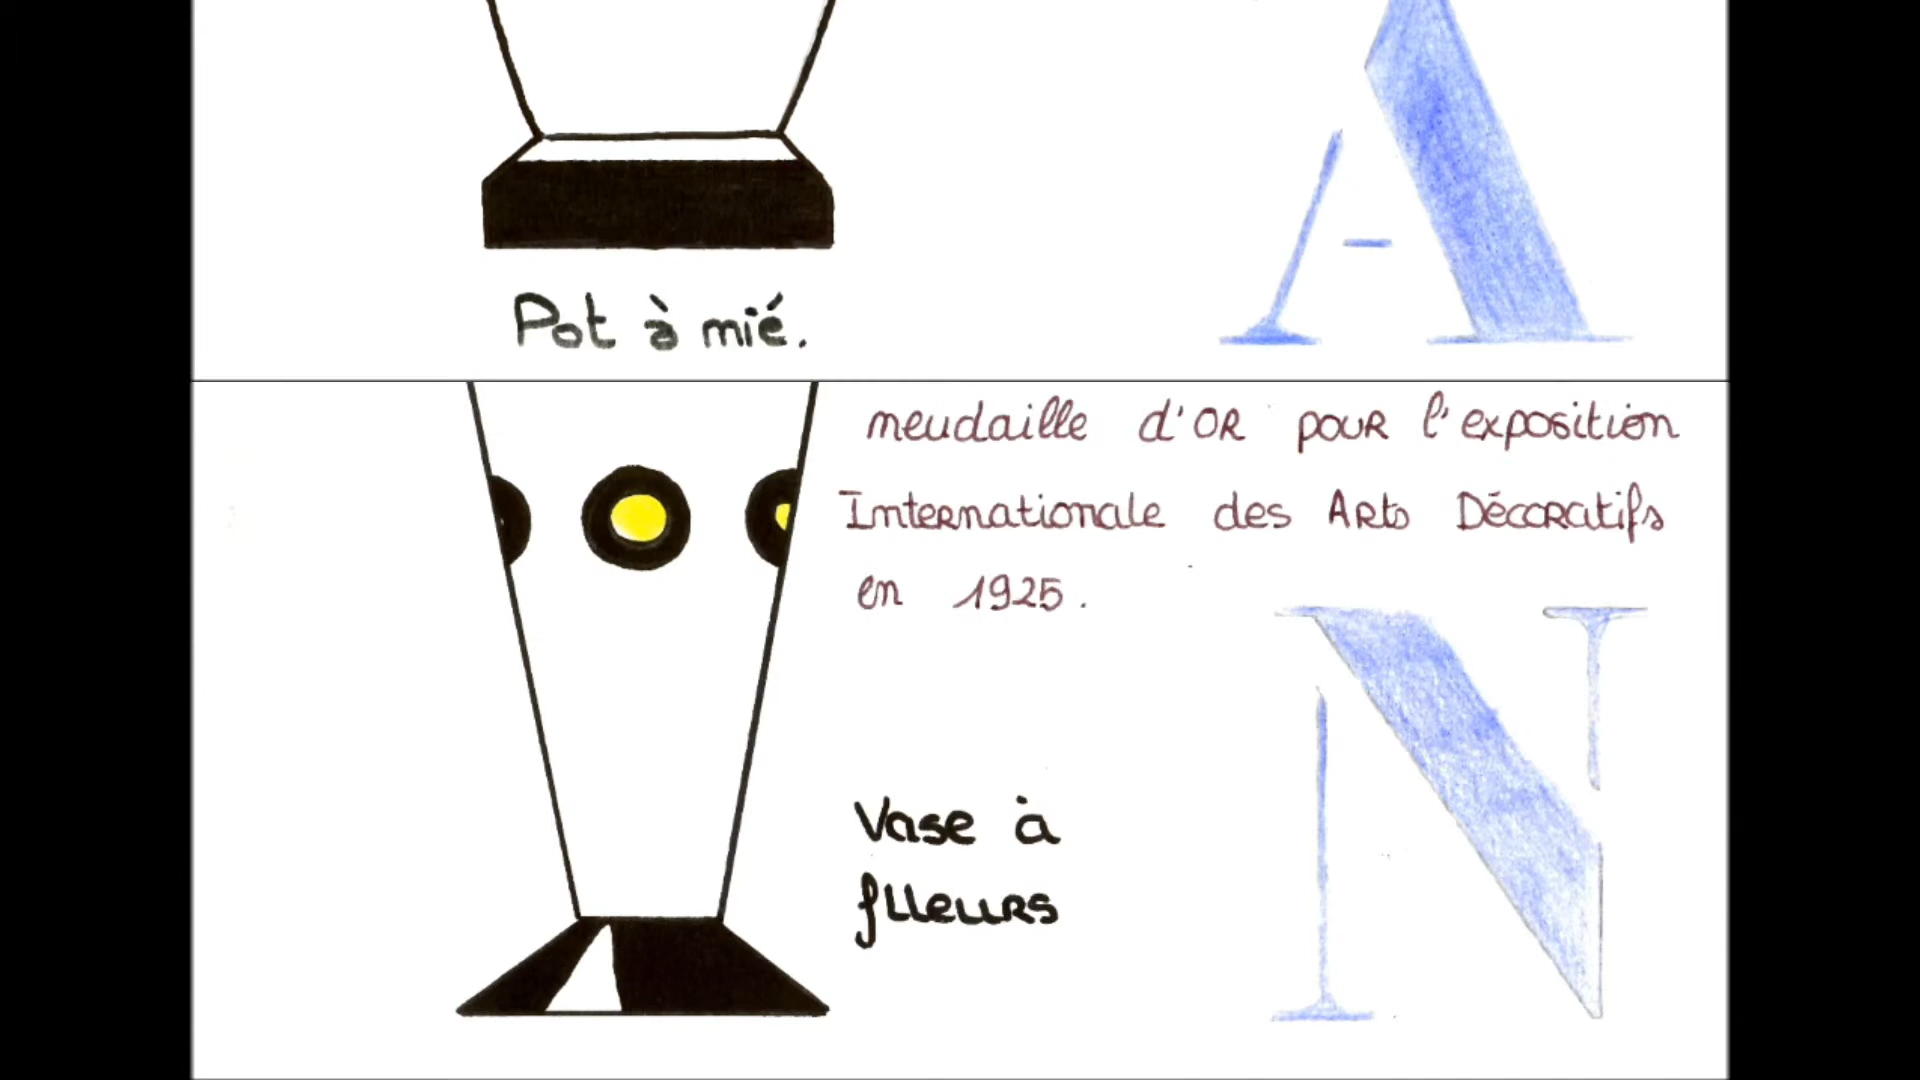 A
Pot à mié.
meudaille d'OR pour l'exposition
Internationale des Arts Décoratifs
en 1925.
N
Vase à
flleurs